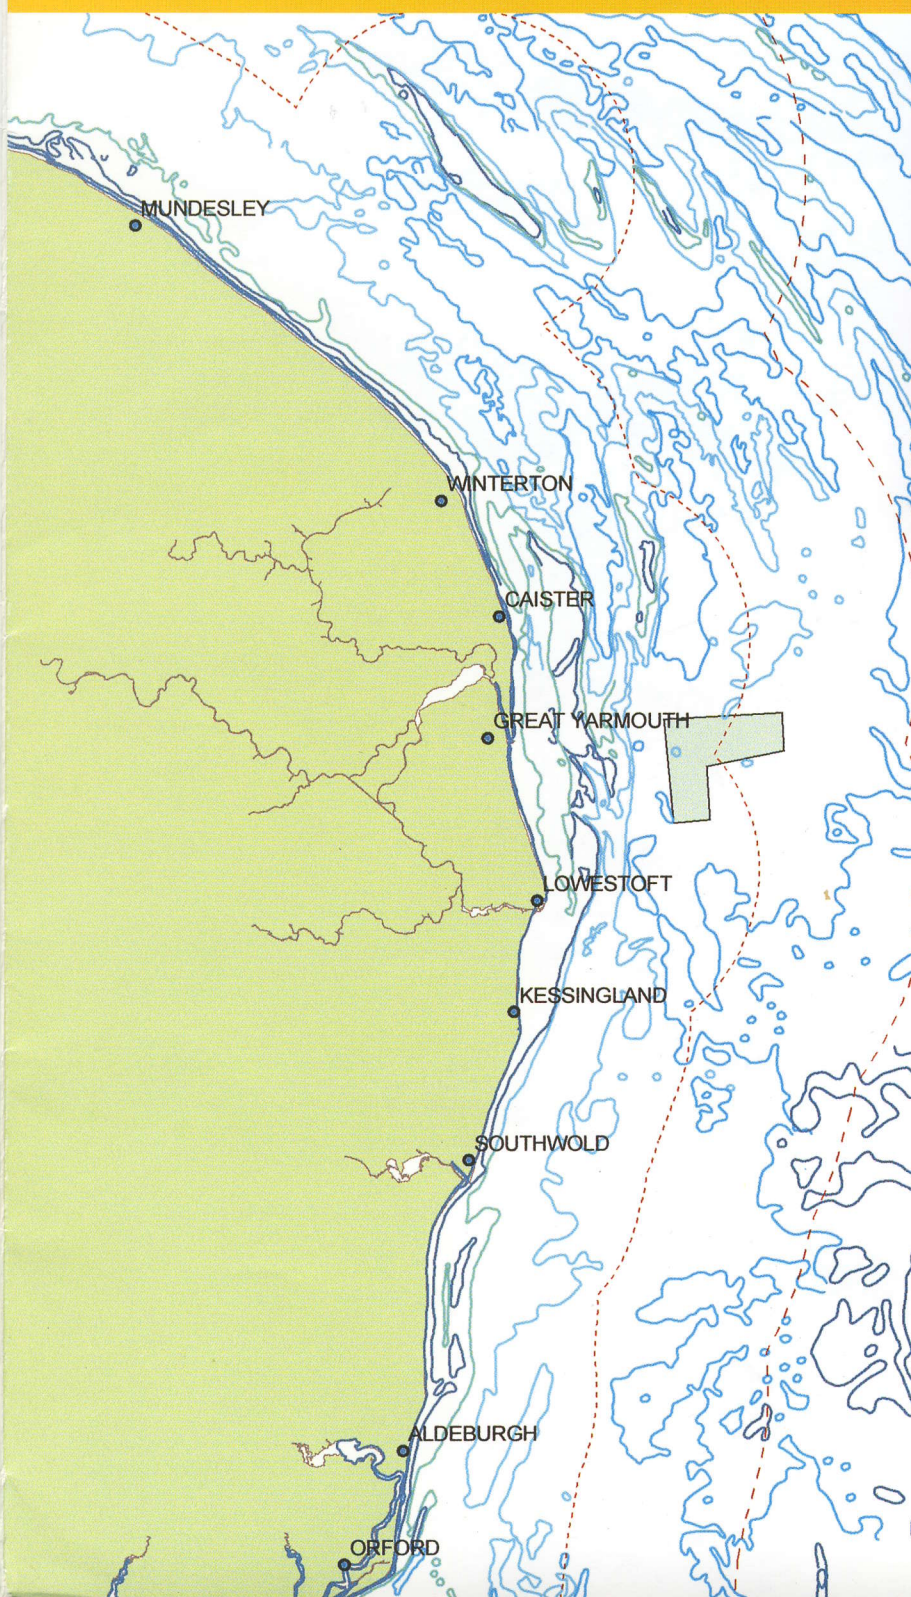 MUNDESLEY
WINTERTON
CAISTER
GREAT YARMOUTH
LOWESTOFT
KESSINGLAND
SOUTHWOLD
ALDEBURGH
ORFORD